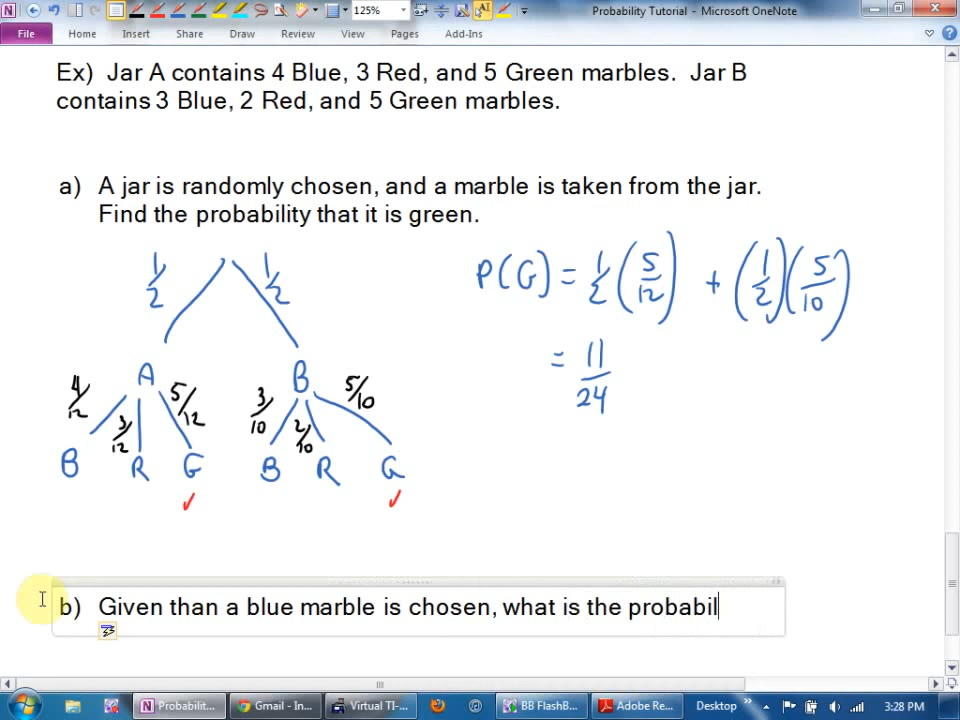 125%
Probability Tutorial - Microsoft OneNote
File Home Insert Share Draw Review View Pages Add-Ins
Ex) Jar A contains 4 Blue, 3 Red, and 5 Green marbles. Jar B
contains 3 Blue, 2 Red, and 5 Green marbles.
a) A jar is randomly chosen, and a marble is taken from the jar.
Find the probability that it is green.
1/2 1/2
P(G) = 1/2 (5/12) + (1/2)(5/10)
= 11/24
A B
4/12 3/12 5/12 3/10 2/10 5/10
B R G B R G
b) Given than a blue marble is chosen, what is the probabil
Probabilit... Gmail - In... Virtual TI-... BB FlashB... Adobe Re... Desktop 3:28 PM